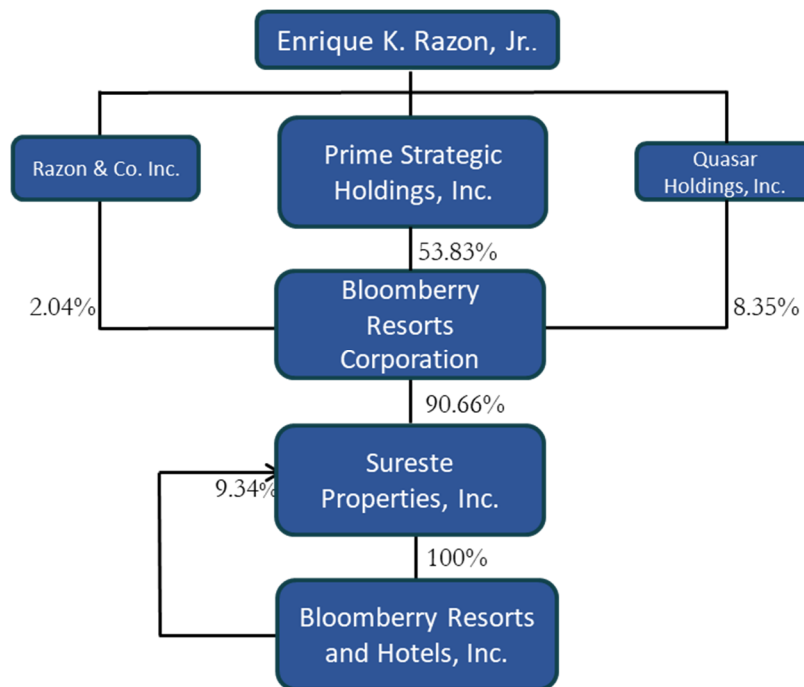 Enrique K. Razon, Jr..
Razon & Co. Inc.
Prime Strategic
Holdings, Inc.
Quasar
Holdings, Inc.
53.83%
2.04%
Bloomberry
Resorts
Corporation
8.35%
90.66%
9.34%
Sureste
Properties, Inc.
100%
Bloomberry Resorts
and Hotels, Inc.